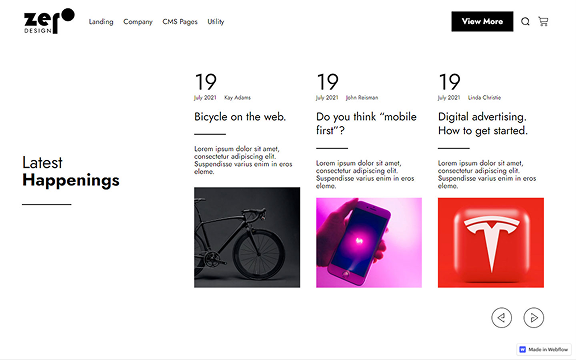 zero
DESIGN
Landing Company CMS Pages Utility
View More
Latest
Happenings
19
July 2021 Kay Adams
Bicycle on the web.
Lorem ipsum dolor sit amet,
consectetur adipiscing elit.
Suspendisse varius enim in eros
eleme.
19
July 2021 John Reisman
Do you think “mobile
first”?
Lorem ipsum dolor sit amet,
consectetur adipiscing elit.
Suspendisse varius enim in eros
eleme.
19
July 2021 Linda Christie
Digital advertising.
How to get started.
Lorem ipsum dolor sit amet,
consectetur adipiscing elit.
Suspendisse varius enim in eros
eleme.
Made in Webflow